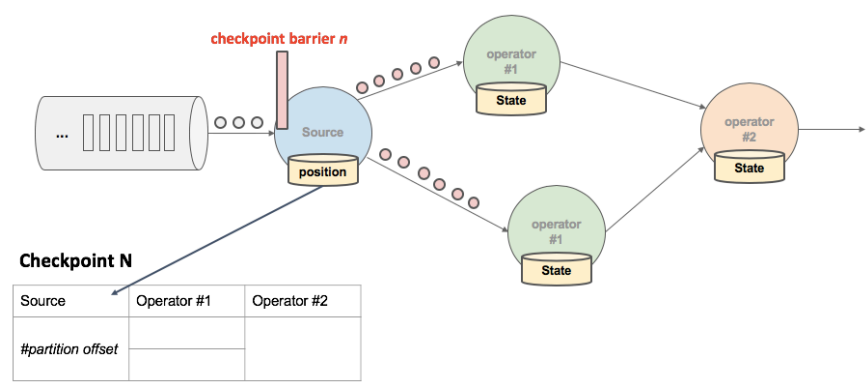 checkpoint barrier n
operator
#1
State
...
Source
position
operator
#2
State
operator
#1
State
Checkpoint N
Source Operator #1 Operator #2
#partition offset